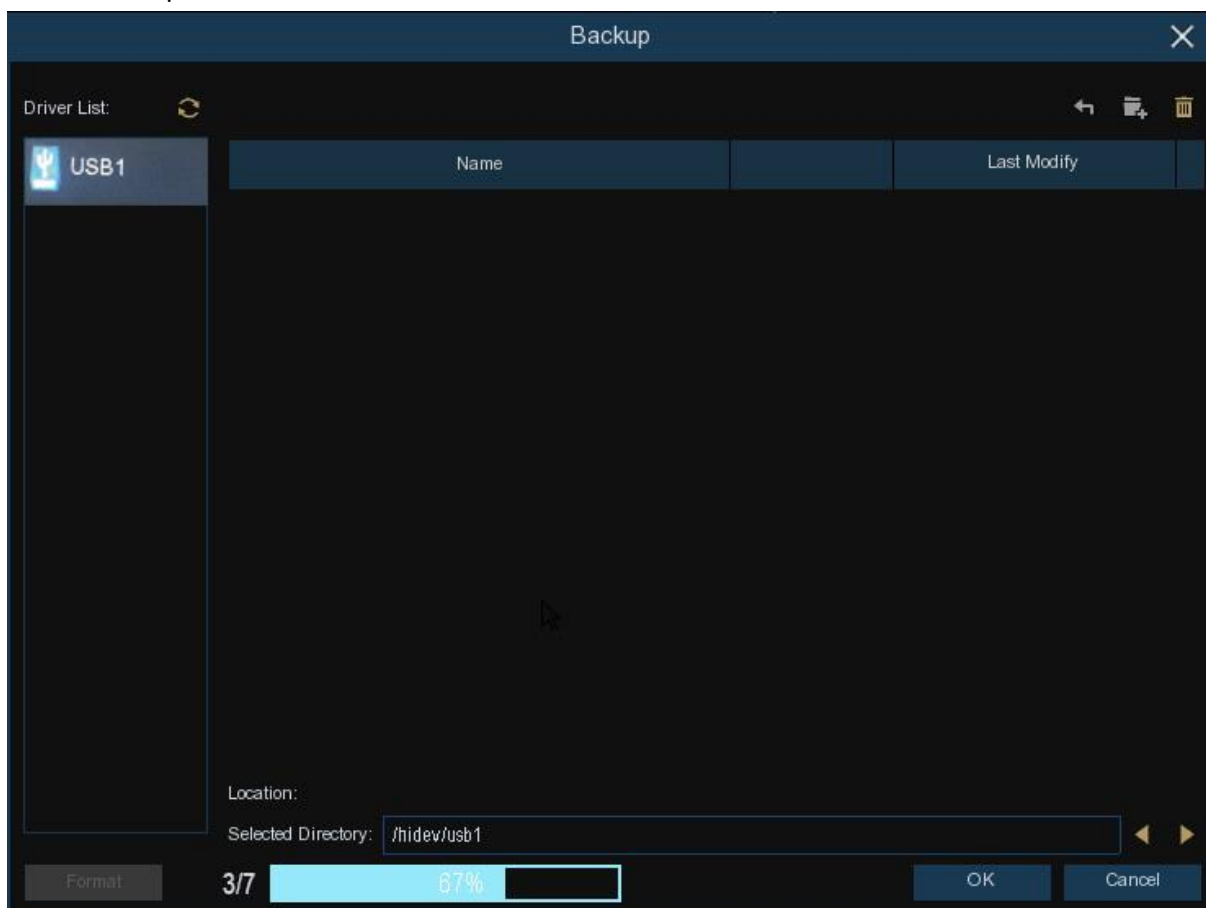 Backup
Driver List:
USB1
Name
Last Modify
Location:
Selected Directory: /hidev/usb1
Format 3/7 67% OK Cancel